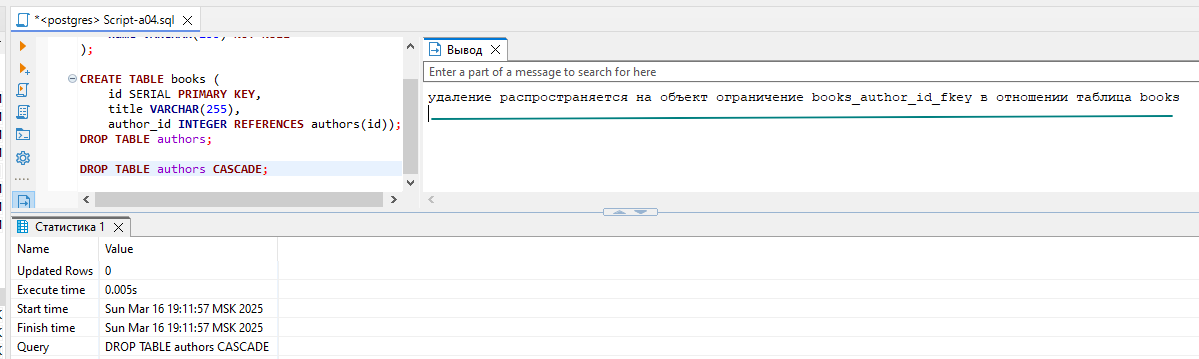 *<postgres> Script-a04.sql
);
CREATE TABLE books (
id SERIAL PRIMARY KEY,
title VARCHAR(255),
author_id INTEGER REFERENCES authors(id));
DROP TABLE authors;
DROP TABLE authors CASCADE;
Вывод
Enter a part of a message to search for here
удаление распространяется на объект ограничение books_author_id_fkey в отношении таблица books
Статистика 1
Name Value
Updated Rows 0
Execute time 0.005s
Start time Sun Mar 16 19:11:57 MSK 2025
Finish time Sun Mar 16 19:11:57 MSK 2025
Query DROP TABLE authors CASCADE